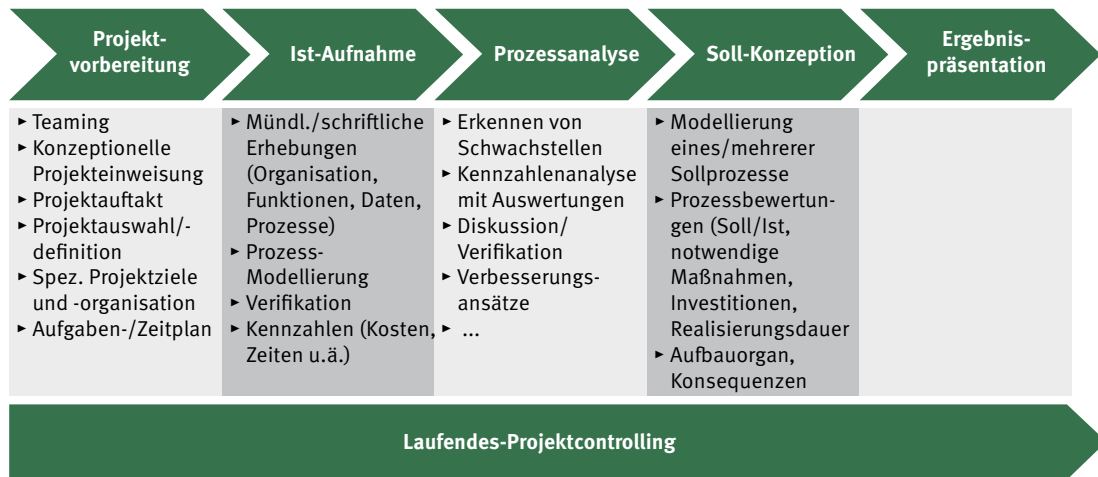 Projekt-
vorbereitung
Ist-Aufnahme
Prozessanalyse
Soll-Konzeption
Ergebnis-
präsentation
► Teaming
► Konzeptionelle
Projekteinweisung
► Projektauftakt
► Projektauswahl/-
definition
► Spez. Projektziele
und -organisation
► Aufgaben-/Zeitplan
► Mündl./schriftliche
Erhebungen
(Organisation,
Funktionen, Daten,
Prozesse)
► Prozess-
Modellierung
► Verifikation
► Kennzahlen (Kosten,
Zeiten u.ä.)
► Erkennen von
Schwachstellen
► Kennzahlenanalyse
mit Auswertungen
► Diskussion/
Verifikation
► Verbesserungs-
ansätze
► ...
► Modellierung
eines/mehrerer
Sollprozesse
► Prozessbewertun-
gen (Soll/Ist,
notwendige
Maßnahmen,
Investitionen,
Realisierungsdauer
► Aufbauorgan,
Konsequenzen
Laufendes-Projektcontrolling